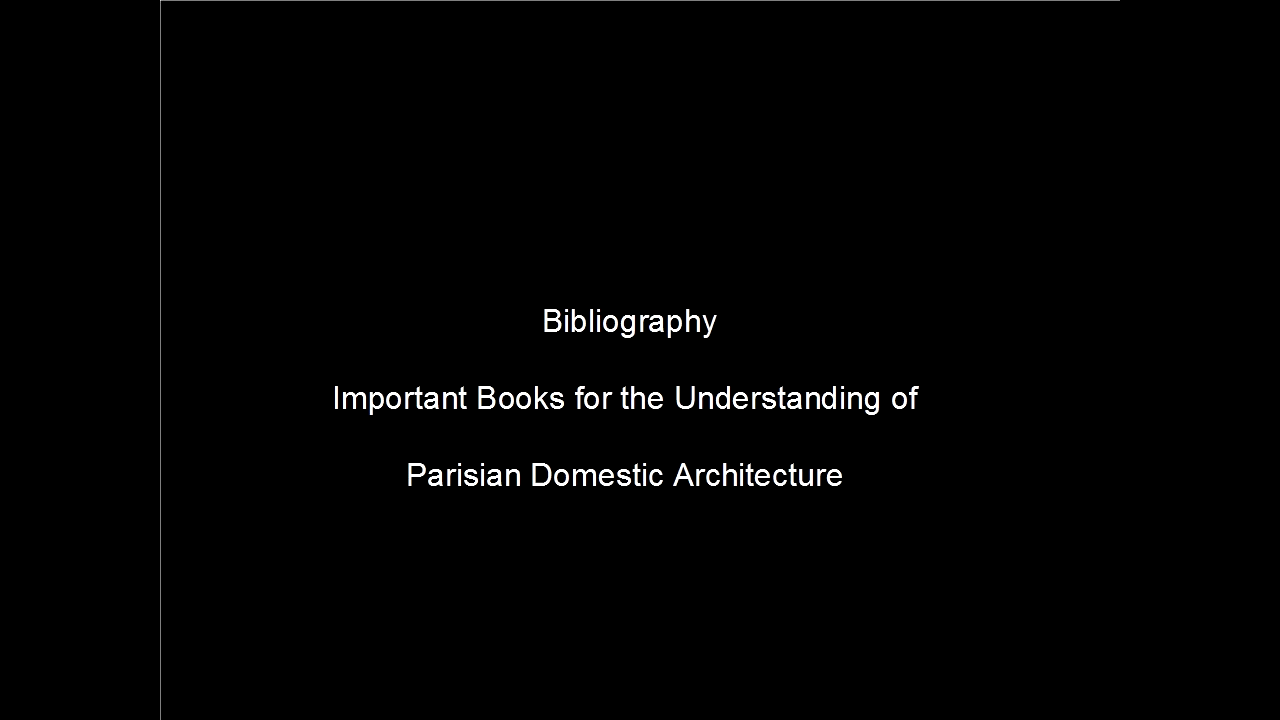 Bibliography
Important Books for the Understanding of
Parisian Domestic Architecture